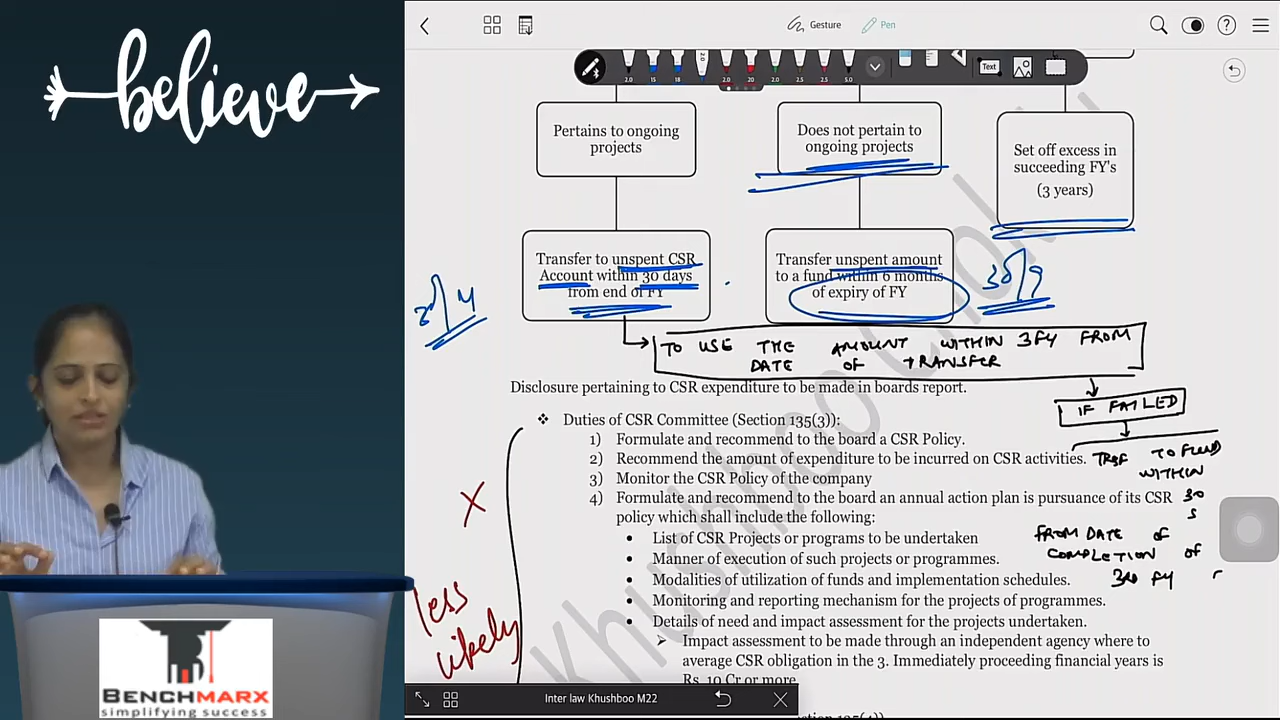 believe
Gesture
Pen
Text
Pertains to ongoing
projects
Does not pertain to
ongoing projects
Set off excess in
succeeding FY's
(3 years)
Transfer to unspent CSR
Account within 30 days
from end of FY
Transfer unspent amount
to a fund within 6 months
of expiry of FY
30/9
TO USE THE AMOUNT WITHIN 3FY FROM
DATE OF TRANSFER
IF FAILED
TRSF TO FUND
WITHIN
30
FROM DATE OF
COMPLETION OF
3RD FY
Disclosure pertaining to CSR expenditure to be made in boards report.
❖ Duties of CSR Committee (Section 135(3)):
1) Formulate and recommend to the board a CSR Policy.
2) Recommend the amount of expenditure to be incurred on CSR activities.
3) Monitor the CSR Policy of the company
4) Formulate and recommend to the board an annual action plan is pursuance of its CSR
policy which shall include the following:
• List of CSR Projects or programs to be undertaken
• Manner of execution of such projects or programmes.
• Modalities of utilization of funds and implementation schedules.
• Monitoring and reporting mechanism for the projects of programmes.
• Details of need and impact assessment for the projects undertaken.
➢ Impact assessment to be made through an independent agency where to
average CSR obligation in the 3. Immediately proceeding financial years is
Rs. 10 Cr or more
less
likely
Khushboo
Inter law Khushboo M22
BENCHMARX
simplifying success